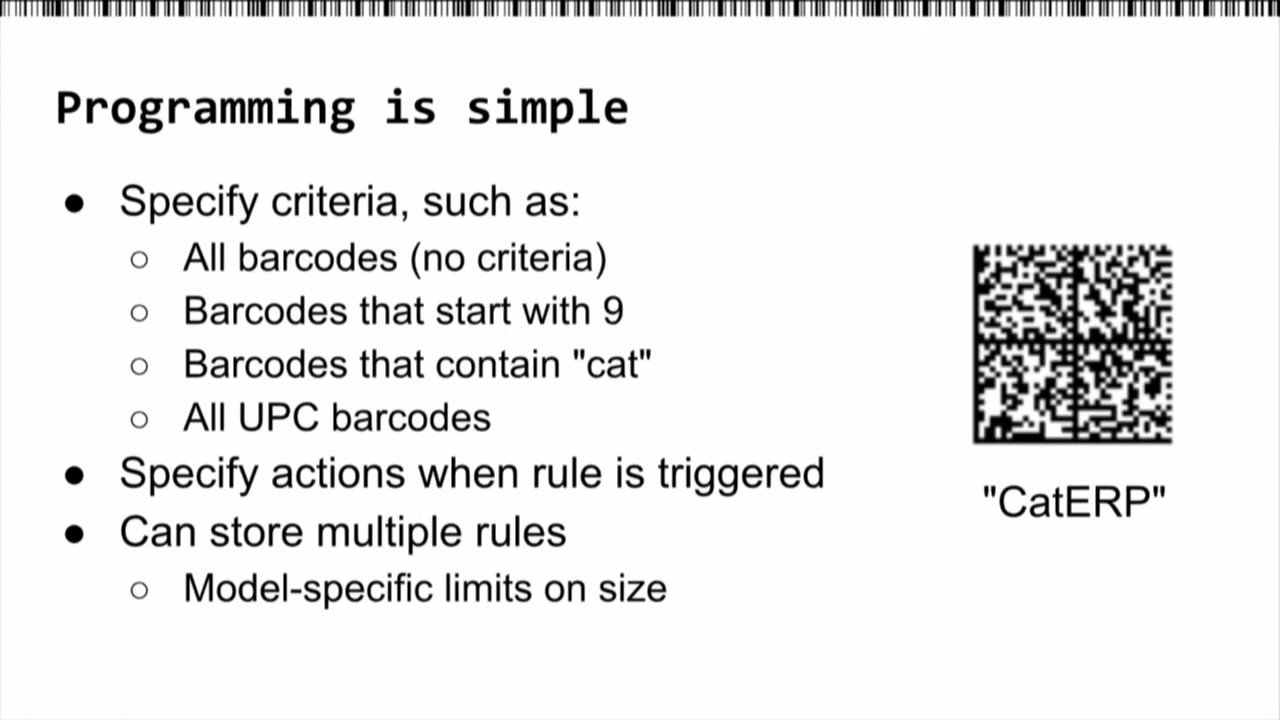 Programming is simple
● Specify criteria, such as:
○ All barcodes (no criteria)
○ Barcodes that start with 9
○ Barcodes that contain "cat"
○ All UPC barcodes
● Specify actions when rule is triggered
● Can store multiple rules
○ Model-specific limits on size
"CatERP"